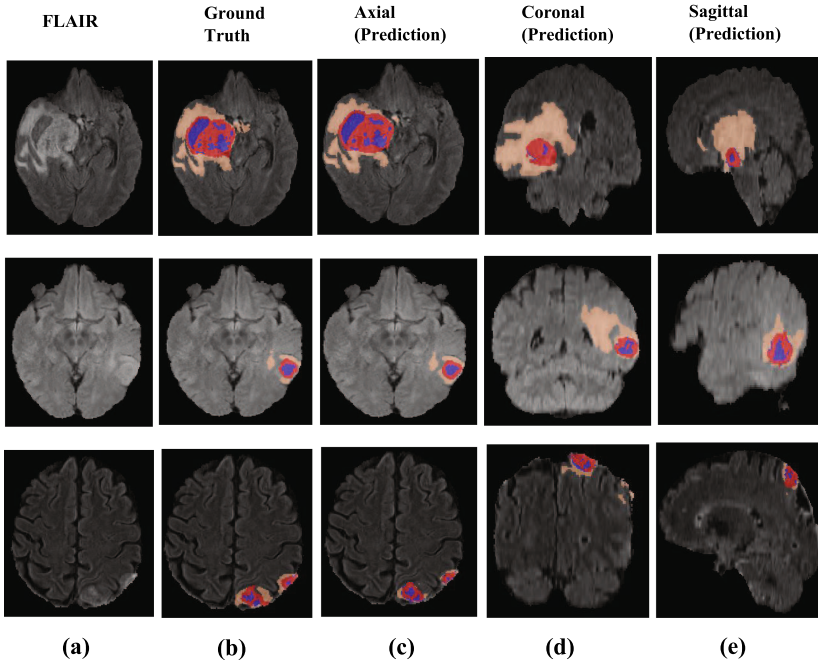 FLAIR
Ground
Truth
Axial
(Prediction)
Coronal
(Prediction)
Sagittal
(Prediction)
(a)
(b)
(c)
(d)
(e)